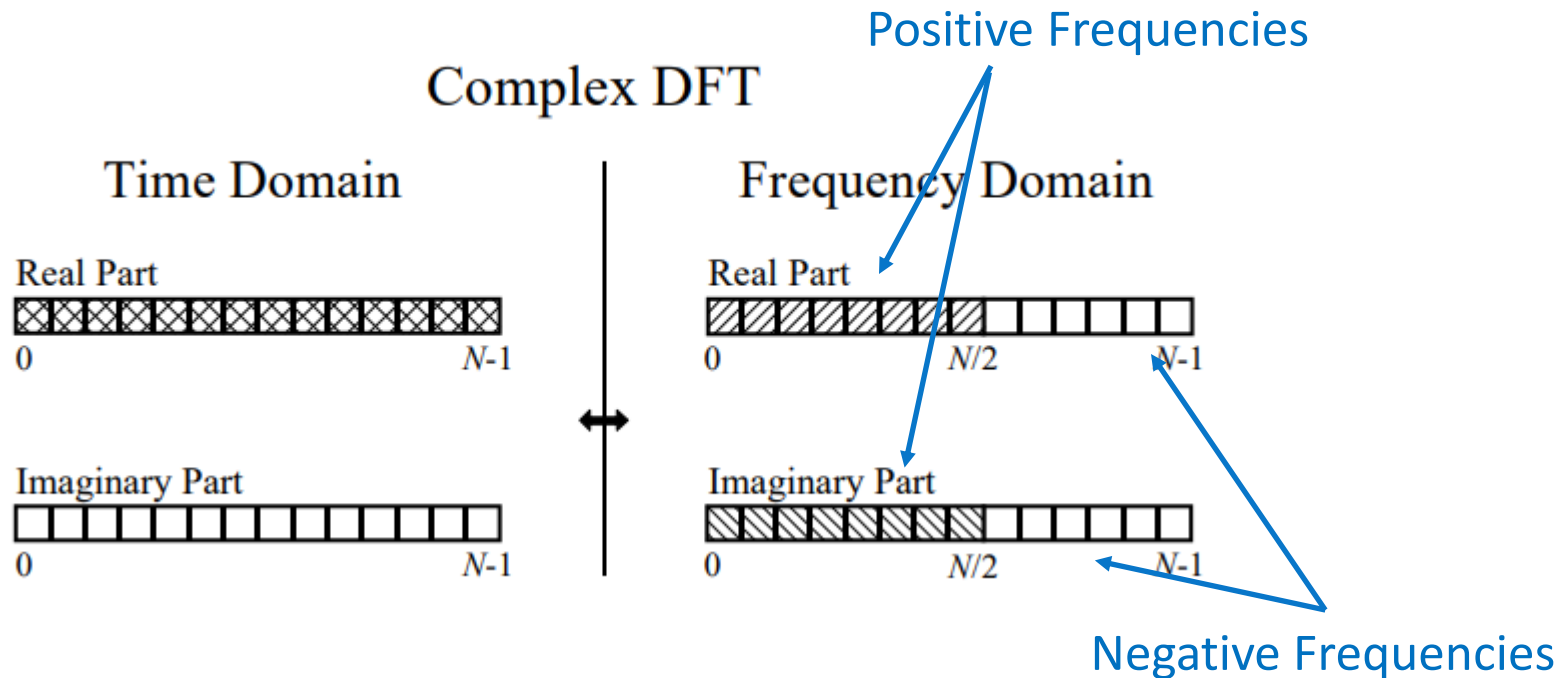 Positive Frequencies
Complex DFT
Time Domain
Frequency Domain
Real Part
0
N-1
Real Part
0
N/2
N-1
Imaginary Part
0
N-1
Imaginary Part
0
N/2
N-1
Negative Frequencies